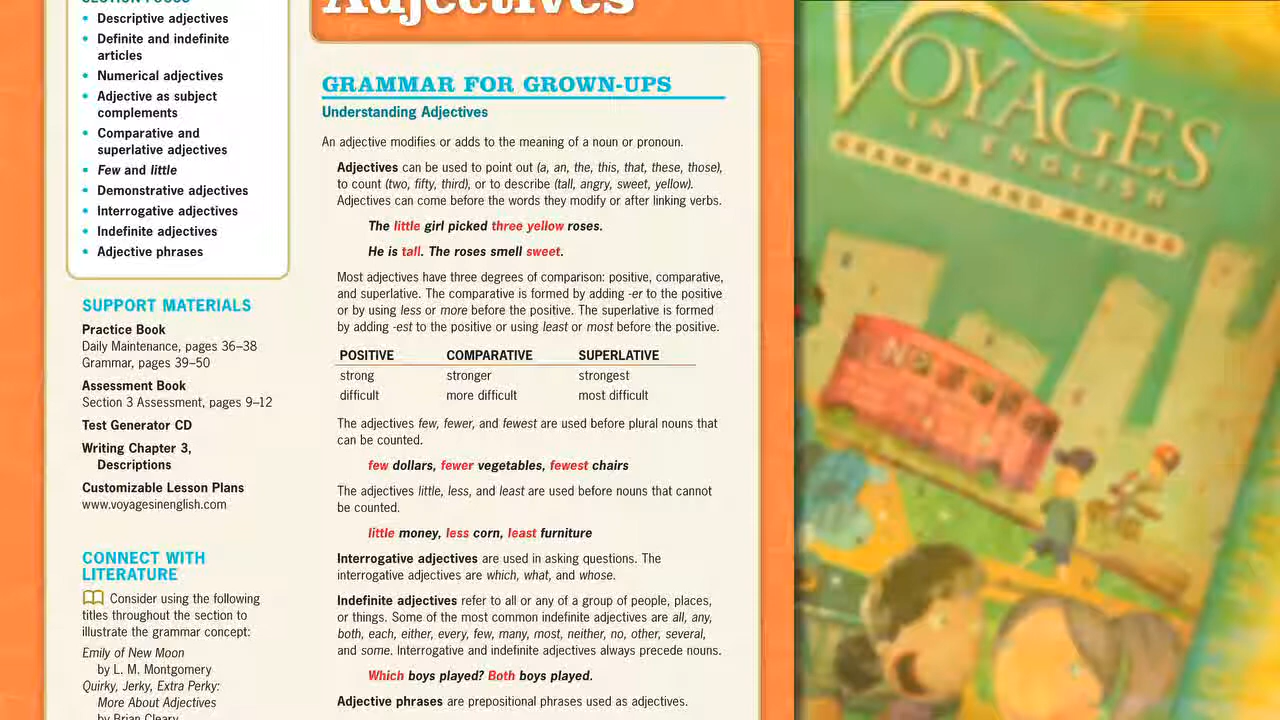 Adjectives
Descriptive adjectives
Definite and indefinite
articles
Numerical adjectives
Adjective as subject
complements
Comparative and
superlative adjectives
Few and little
Demonstrative adjectives
Interrogative adjectives
Indefinite adjectives
Adjective phrases
SUPPORT MATERIALS
Practice Book
Daily Maintenance, pages 36–38
Grammar, pages 39–50
Assessment Book
Section 3 Assessment, pages 9–12
Test Generator CD
Writing Chapter 3,
Descriptions
Customizable Lesson Plans
www.voyagesinenglish.com
CONNECT WITH
LITERATURE
Consider using the following
titles throughout the section to
illustrate the grammar concept:
Emily of New Moon
by L. M. Montgomery
Quirky, Jerky, Extra Perky:
More About Adjectives
by Brian Cleary
GRAMMAR FOR GROWN-UPS
Understanding Adjectives
An adjective modifies or adds to the meaning of a noun or pronoun.
Adjectives can be used to point out (a, an, the, this, that, these, those),
to count (two, fifty, third), or to describe (tall, angry, sweet, yellow).
Adjectives can come before the words they modify or after linking verbs.
The little girl picked three yellow roses.
He is tall. The roses smell sweet.
Most adjectives have three degrees of comparison: positive, comparative,
and superlative. The comparative is formed by adding -er to the positive
or by using less or more before the positive. The superlative is formed
by adding -est to the positive or using least or most before the positive.
POSITIVE COMPARATIVE SUPERLATIVE
strong stronger strongest
difficult more difficult most difficult
The adjectives few, fewer, and fewest are used before plural nouns that
can be counted.
few dollars, fewer vegetables, fewest chairs
The adjectives little, less, and least are used before nouns that cannot
be counted.
little money, less corn, least furniture
Interrogative adjectives are used in asking questions. The
interrogative adjectives are which, what, and whose.
Indefinite adjectives refer to all or any of a group of people, places,
or things. Some of the most common indefinite adjectives are all, any,
both, each, either, every, few, many, most, neither, no, other, several,
and some. Interrogative and indefinite adjectives always precede nouns.
Which boys played? Both boys played.
Adjective phrases are prepositional phrases used as adjectives.
VOYAGES
IN ENGLISH
GRAMMAR AND WRITING